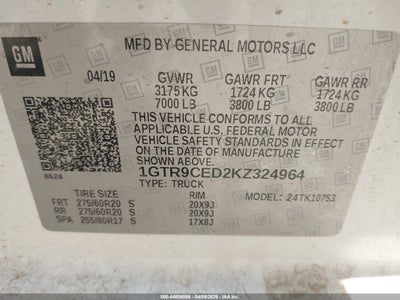 GM
MFD BY GENERAL MOTORS LLC
04/19 GVWR GAWR FRT GAWR RR
3175 KG 1724 KG 1724 KG
7000 LB 3800 LB 3800 LB
THIS VEHICLE CONFORMS TO ALL
APPLICABLE U.S. FEDERAL MOTOR
VEHICLE SAFETY STANDARDS IN EFFECT
ON THE DATE OF MANUFACTURE
SHOWN ABOVE.
1GTR9CED2KZ324964
8624
TYPE: TRUCK
MODEL: 24TK10753
TIRE SIZE RIM
FRT 275/60R20 S 20X9J
RR 275/60R20 S 20X9J
SPA 255/80R17 S 17X8J